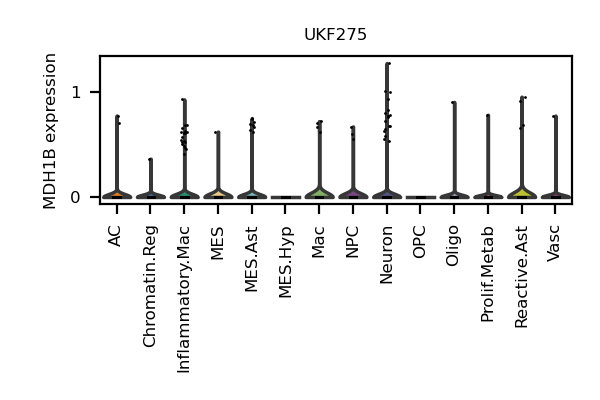 UKF275
MDH1B expression
1
0
AC
Chromatin.Reg
Inflammatory.Mac
MES
MES.Ast
MES.Hyp
Mac
NPC
Neuron
OPC
Oligo
Prolif.Metab
Reactive.Ast
Vasc